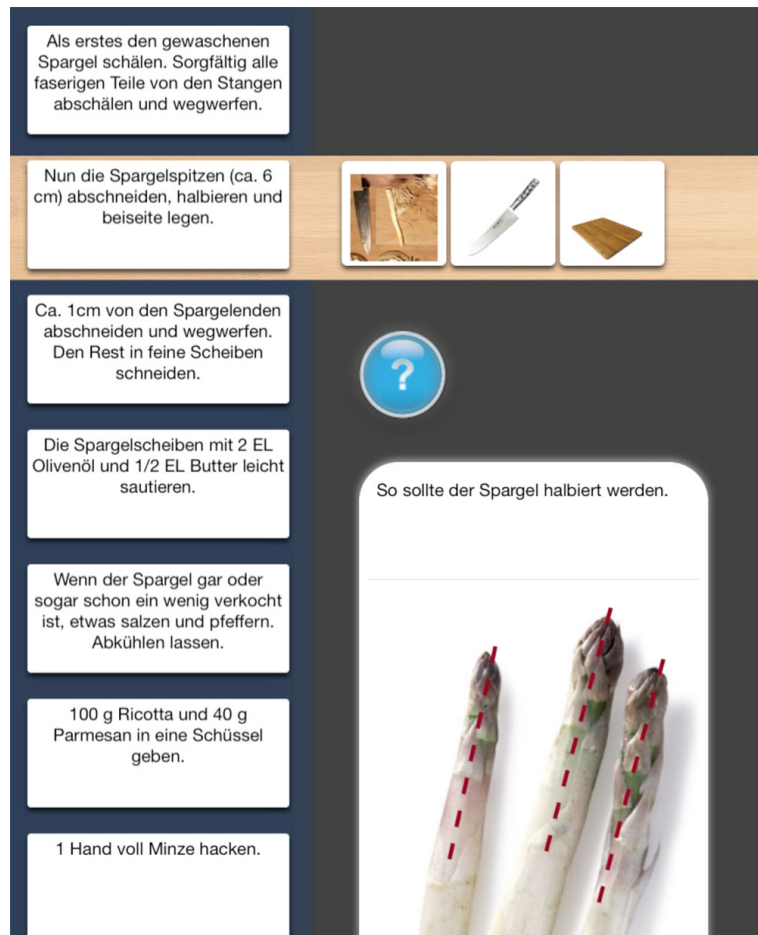 Als erstes den gewaschenen
Spargel schälen. Sorgfältig alle
faserigen Teile von den Stangen
abschälen und wegwerfen.
Nun die Spargelspitzen (ca. 6
cm) abschneiden, halbieren und
beiseite legen.
Ca. 1cm von den Spargelenden
abschneiden und wegwerfen.
Den Rest in feine Scheiben
schneiden.
?
So sollte der Spargel halbiert werden.
Die Spargelscheiben mit 2 EL
Olivenöl und 1/2 EL Butter leicht
sautieren.
Wenn der Spargel gar oder
sogar schon ein wenig verkocht
ist, etwas salzen und pfeffern.
Abkühlen lassen.
100 g Ricotta und 40 g
Parmesan in eine Schüssel
geben.
1 Hand voll Minze hacken.